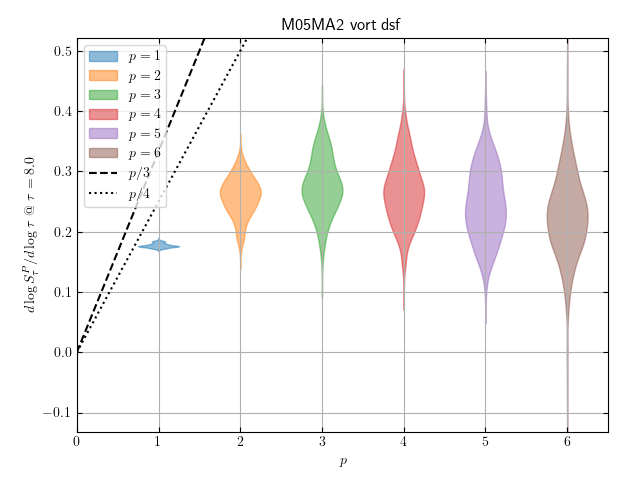 M05MA2 vort dsf
p = 1
p = 2
p = 3
p = 4
p = 5
p = 6
p/3
p/4
d log S_τ^P / d log τ @ τ = 8.0
0.5
0.4
0.3
0.2
0.1
0.0
−0.1
0 1 2 3 4 5 6
p